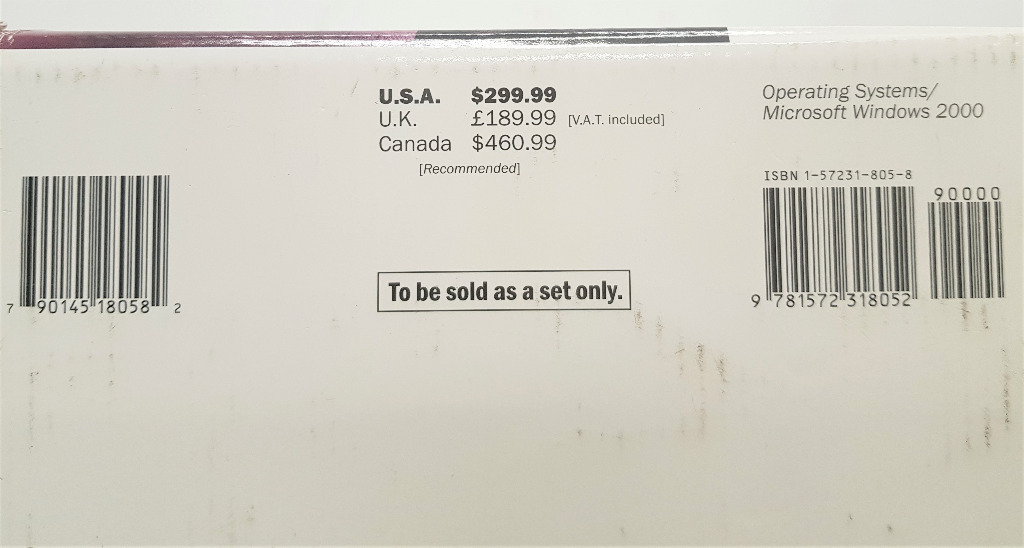 U.S.A. $299.99
U.K. £189.99 [V.A.T. included]
Canada $460.99
[Recommended]
Operating Systems/
Microsoft Windows 2000
ISBN 1-57231-805-8
90000
To be sold as a set only.
7 90145 18058 2
9 781572 318052